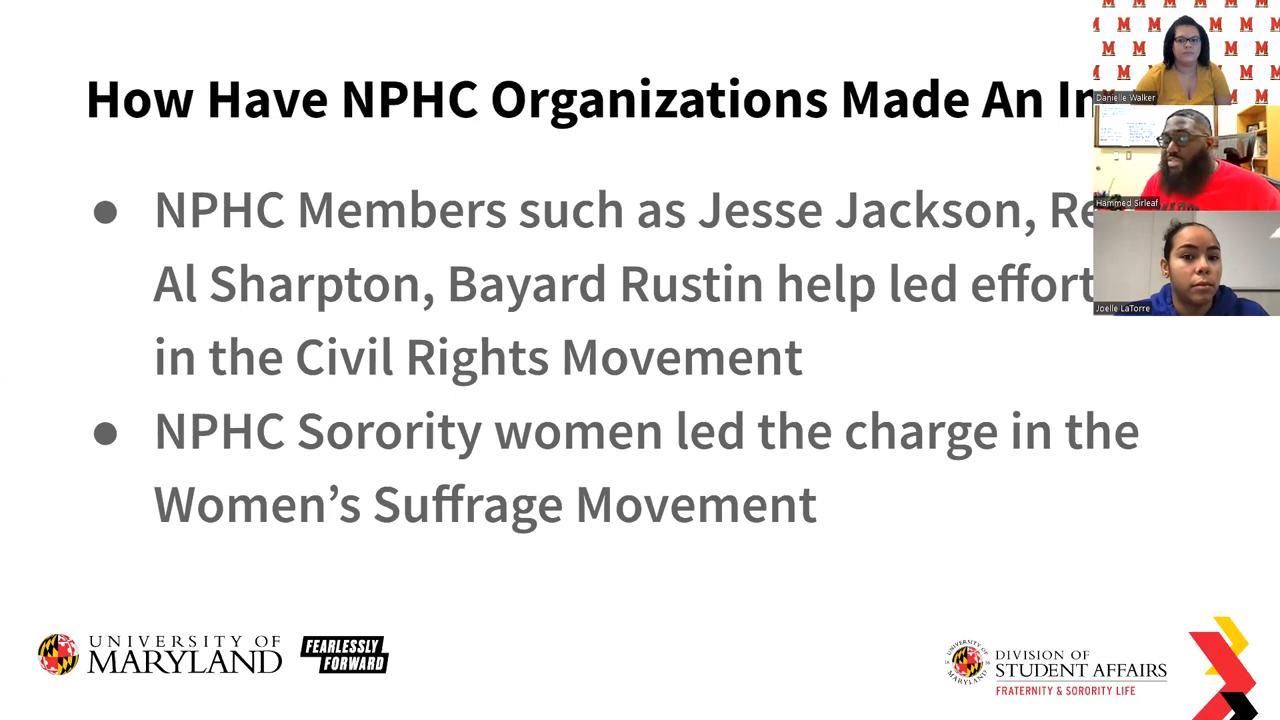 How Have NPHC Organizations Made An
● NPHC Members such as Jesse Jackson,
Al Sharpton, Bayard Rustin help led effort
in the Civil Rights Movement
● NPHC Sorority women led the charge in the
Women’s Suffrage Movement
Danielle Walker
Hammed Sirleaf
Joelle LaTorre
UNIVERSITY OF
MARYLAND
FEARLESSLY
FORWARD
DIVISION OF
STUDENT AFFAIRS
FRATERNITY & SORORITY LIFE